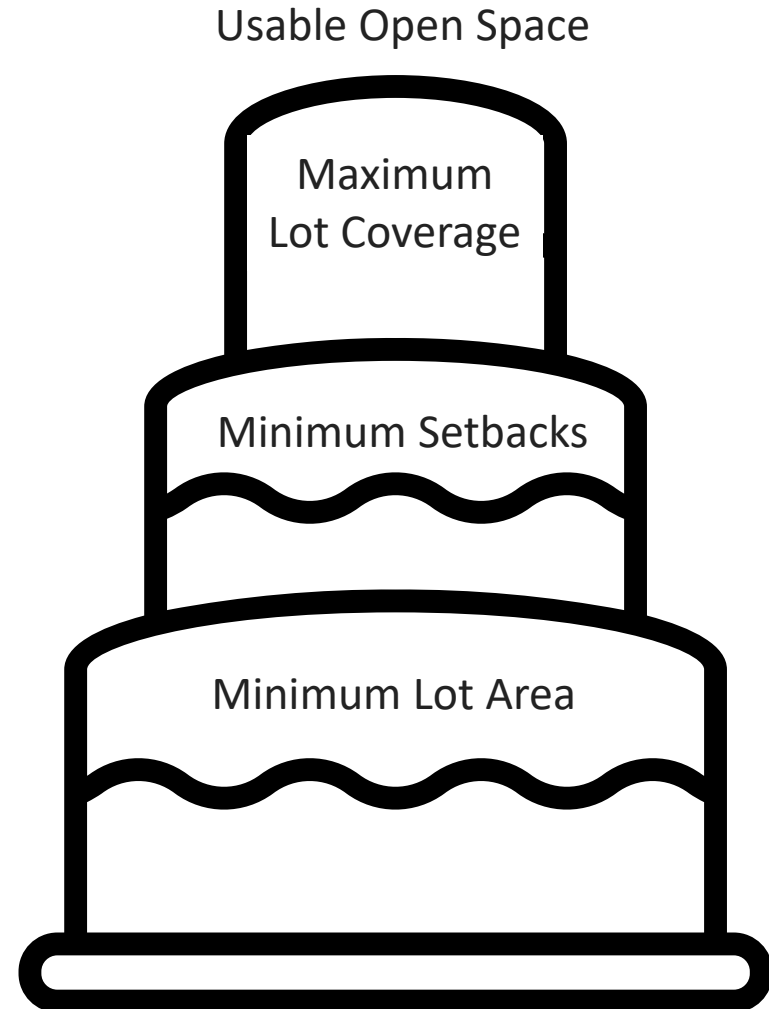 Usable Open Space
Maximum
Lot Coverage
Minimum Setbacks
Minimum Lot Area